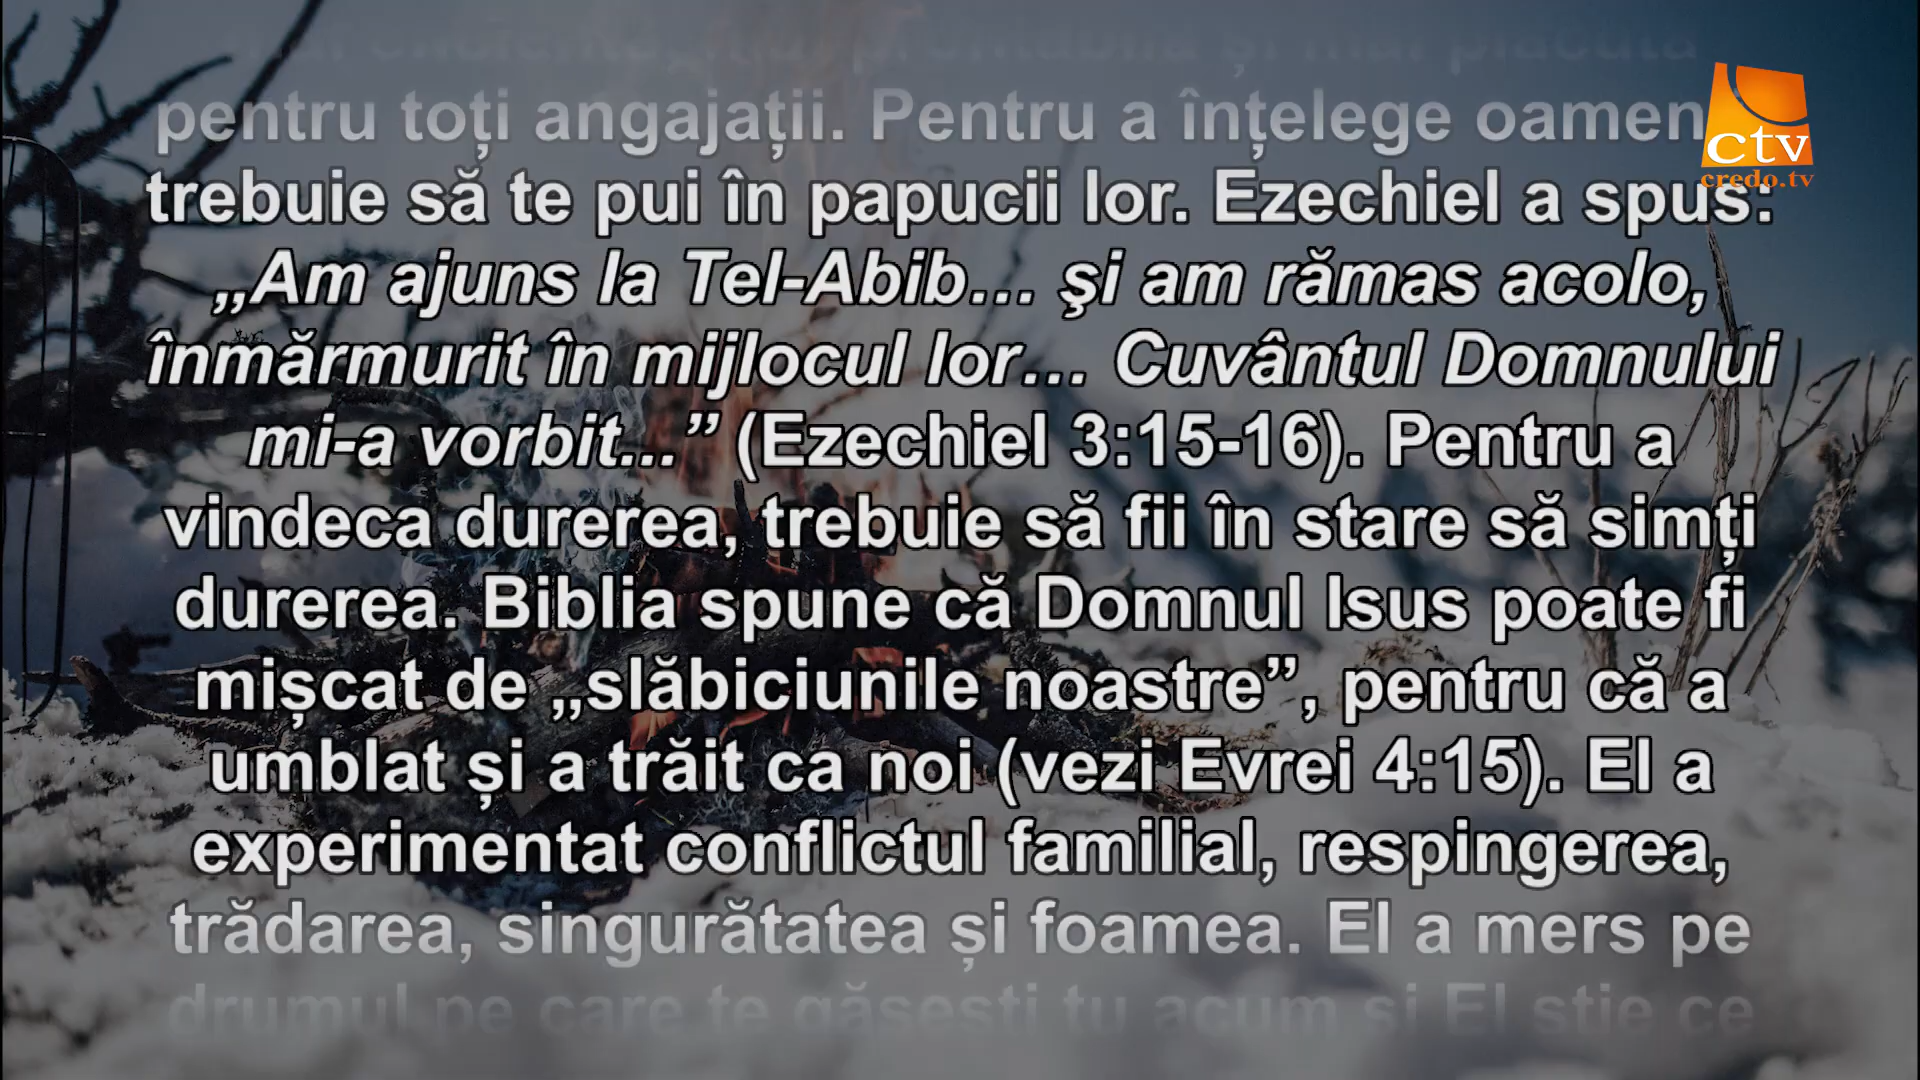 și mai plăcută
pentru toți angajații. Pentru a înțelege oamen
trebuie să te pui în papucii lor. Ezechiel a spus:
„Am ajuns la Tel-Abib… şi am rămas acolo,
înmărmurit în mijlocul lor… Cuvântul Domnului
mi-a vorbit...” (Ezechiel 3:15-16). Pentru a
vindeca durerea, trebuie să fii în stare să simți
durerea. Biblia spune că Domnul Isus poate fi
mișcat de „slăbiciunile noastre”, pentru că a
umblat și a trăit ca noi (vezi Evrei 4:15). El a
experimentat conflictul familial, respingerea,
trădarea, singurătatea și foamea. El a mers pe
drumul pe care te găsești tu acum și El știe ce
ctv
credo.tv